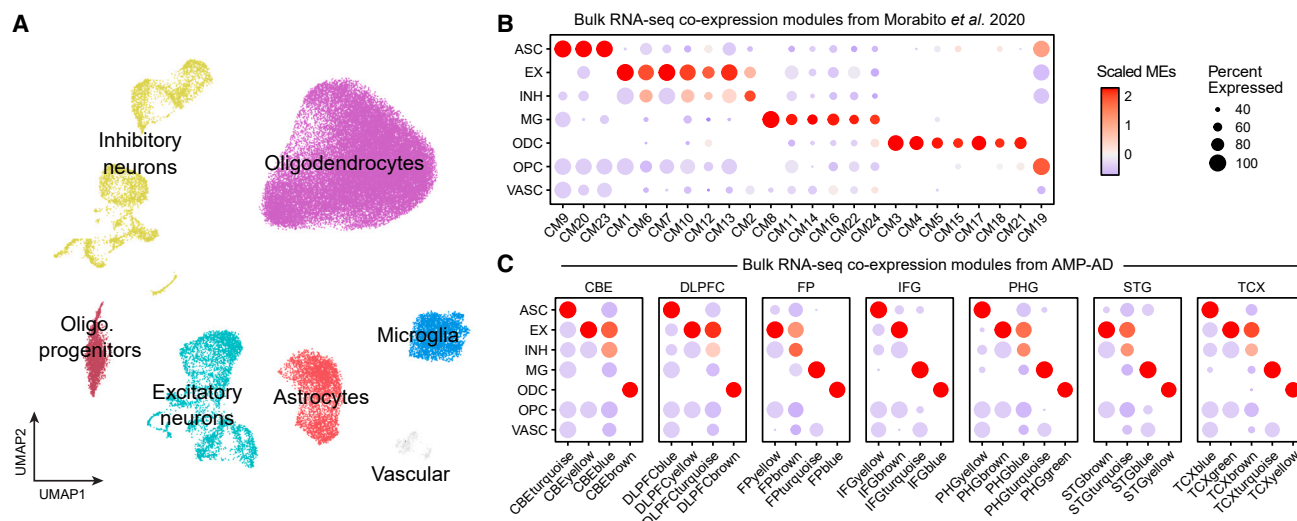 A
Inhibitory
neurons
Oligodendrocytes
Oligo.
progenitors
Excitatory
neurons
Astrocytes
Microglia
Vascular
UMAP2
UMAP1
B
Bulk RNA-seq co-expression modules from Morabito et al. 2020
ASC
EX
INH
MG
ODC
OPC
VASC
CM9
CM20
CM23
CM1
CM6
CM7
CM10
CM12
CM13
CM2
CM8
CM11
CM14
CM16
CM22
CM24
CM3
CM4
CM5
CM15
CM17
CM18
CM21
CM19
Scaled MEs
2
1
0
Percent
Expressed
40
60
80
100
C
Bulk RNA-seq co-expression modules from AMP-AD
CBE
DLPFC
FP
IFG
PHG
STG
TCX
ASC
EX
INH
MG
ODC
OPC
VASC
CBEturquoise
CBEyellow
CBEblue
CBEbrown
DLPFCblue
DLPFCyellow
DLPFCturquoise
DLPFCbrown
FPyellow
FPbrown
FPturquoise
FPblue
IFGyellow
IFGbrown
IFGturquoise
IFGblue
PHGyellow
PHGbrown
PHGblue
PHGturquoise
PHGgreen
STGbrown
STGturquoise
STGblue
STGyellow
TCXblue
TCXgreen
TCXbrown
TCXturquoise
TCXyellow